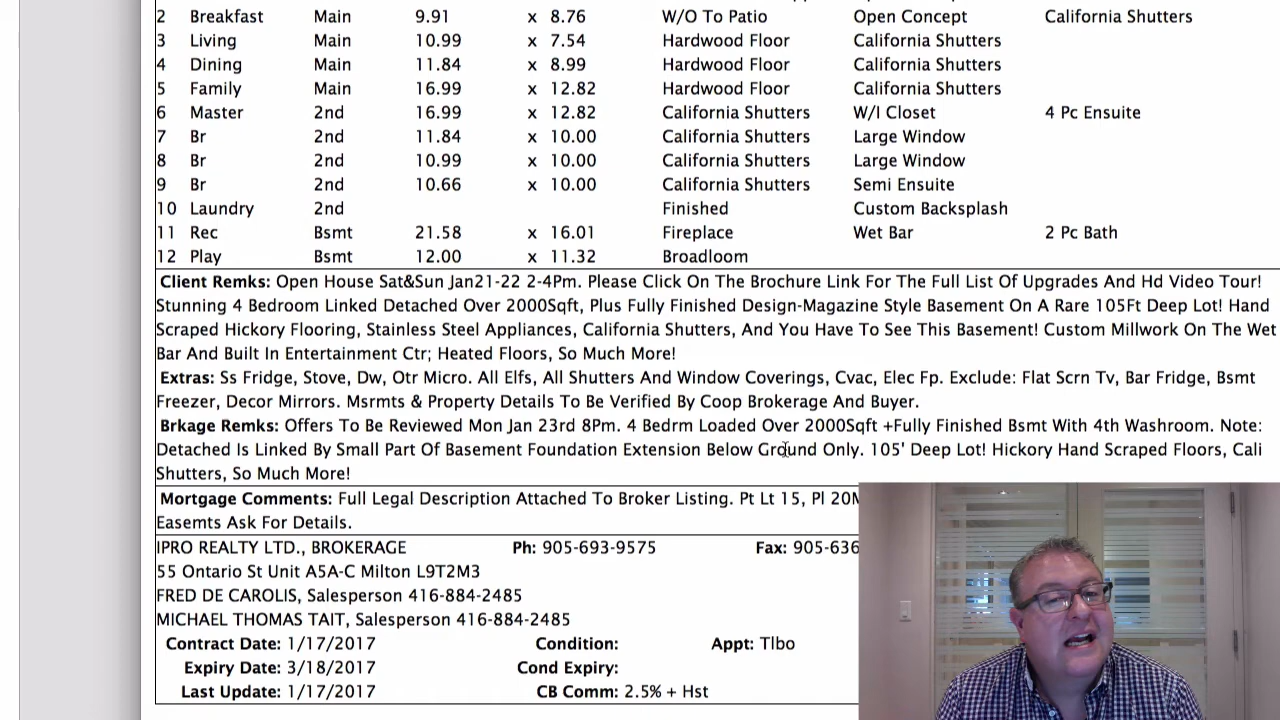 2 Breakfast Main 9.91 x 8.76 W/O To Patio Open Concept California Shutters
3 Living Main 10.99 x 7.54 Hardwood Floor California Shutters
4 Dining Main 11.84 x 8.99 Hardwood Floor California Shutters
5 Family Main 16.99 x 12.82 Hardwood Floor California Shutters
6 Master 2nd 16.99 x 12.82 California Shutters W/I Closet 4 Pc Ensuite
7 Br 2nd 11.84 x 10.00 California Shutters Large Window
8 Br 2nd 10.99 x 10.00 California Shutters Large Window
9 Br 2nd 10.66 x 10.00 California Shutters Semi Ensuite
10 Laundry 2nd Finished Custom Backsplash
11 Rec Bsmt 21.58 x 16.01 Fireplace Wet Bar 2 Pc Bath
12 Play Bsmt 12.00 x 11.32 Broadloom
Client Remks: Open House Sat&Sun Jan21-22 2-4Pm. Please Click On The Brochure Link For The Full List Of Upgrades And Hd Video Tour!
Stunning 4 Bedroom Linked Detached Over 2000Sqft, Plus Fully Finished Design-Magazine Style Basement On A Rare 105Ft Deep Lot! Hand
Scraped Hickory Flooring, Stainless Steel Appliances, California Shutters, And You Have To See This Basement! Custom Millwork On The Wet
Bar And Built In Entertainment Ctr; Heated Floors, So Much More!
Extras: Ss Fridge, Stove, Dw, Otr Micro. All Elfs, All Shutters And Window Coverings, Cvac, Elec Fp. Exclude: Flat Scrn Tv, Bar Fridge, Bsmt
Freezer, Decor Mirrors. Msrmts & Property Details To Be Verified By Coop Brokerage And Buyer.
Brkage Remks: Offers To Be Reviewed Mon Jan 23rd 8Pm. 4 Bedrm Loaded Over 2000Sqft +Fully Finished Bsmt With 4th Washroom. Note:
Detached Is Linked By Small Part Of Basement Foundation Extension Below Ground Only. 105' Deep Lot! Hickory Hand Scraped Floors, Cali
Shutters, So Much More!
Mortgage Comments: Full Legal Description Attached To Broker Listing. Pt Lt 15, Pl 20M
Easemts Ask For Details.
IPRO REALTY LTD., BROKERAGE Ph: 905-693-9575 Fax: 905-636
55 Ontario St Unit A5A-C Milton L9T2M3
FRED DE CAROLIS, Salesperson 416-884-2485
MICHAEL THOMAS TAIT, Salesperson 416-884-2485
Contract Date: 1/17/2017 Condition: Appt: Tlbo
Expiry Date: 3/18/2017 Cond Expiry:
Last Update: 1/17/2017 CB Comm: 2.5% + Hst